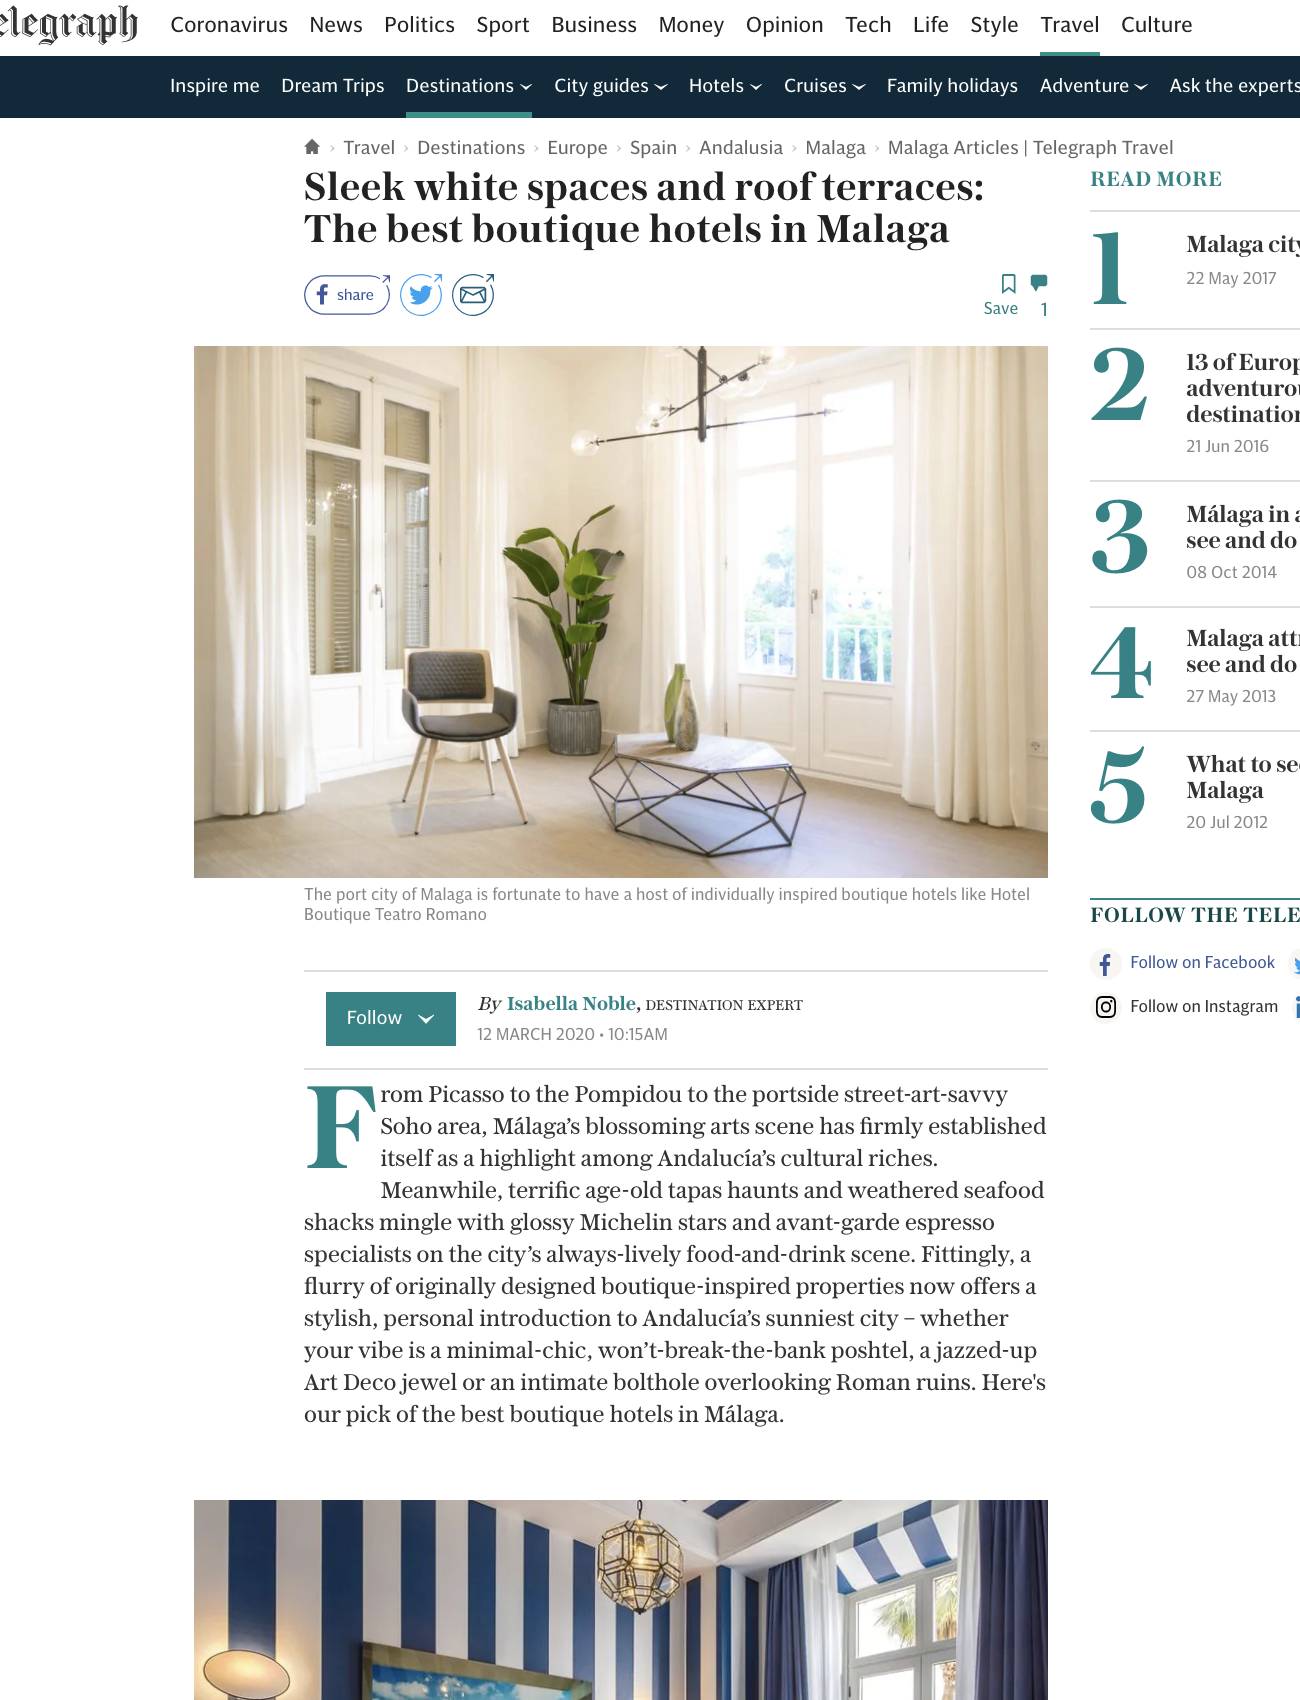 Coronavirus News Politics Sport Business Money Opinion Tech Life Style Travel Culture
Inspire me Dream Trips Destinations City guides Hotels Cruises Family holidays Adventure Ask the experts
Travel › Destinations › Europe › Spain › Andalusia › Malaga › Malaga Articles | Telegraph Travel
Sleek white spaces and roof terraces:
The best boutique hotels in Malaga
share
Save 1
The port city of Malaga is fortunate to have a host of individually inspired boutique hotels like Hotel
Boutique Teatro Romano
Follow
By Isabella Noble, DESTINATION EXPERT
12 MARCH 2020 • 10:15AM
From Picasso to the Pompidou to the portside street-art-savvy
Soho area, Málaga’s blossoming arts scene has firmly established
itself as a highlight among Andalucía’s cultural riches.
Meanwhile, terrific age-old tapas haunts and weathered seafood
shacks mingle with glossy Michelin stars and avant-garde espresso
specialists on the city’s always-lively food-and-drink scene. Fittingly, a
flurry of originally designed boutique-inspired properties now offers a
stylish, personal introduction to Andalucía’s sunniest city – whether
your vibe is a minimal-chic, won’t-break-the-bank poshtel, a jazzed-up
Art Deco jewel or an intimate bolthole overlooking Roman ruins. Here's
our pick of the best boutique hotels in Málaga.
READ MORE
1
Malaga
22 May 2017
2
13 of
21 Jun 2016
3
Málaga in
see and do
08 Oct 2014
4
Malaga
see and do
27 May 2013
5
What to
Malaga
20 Jul 2012
FOLLOW THE
Follow on Facebook
Follow on Instagram